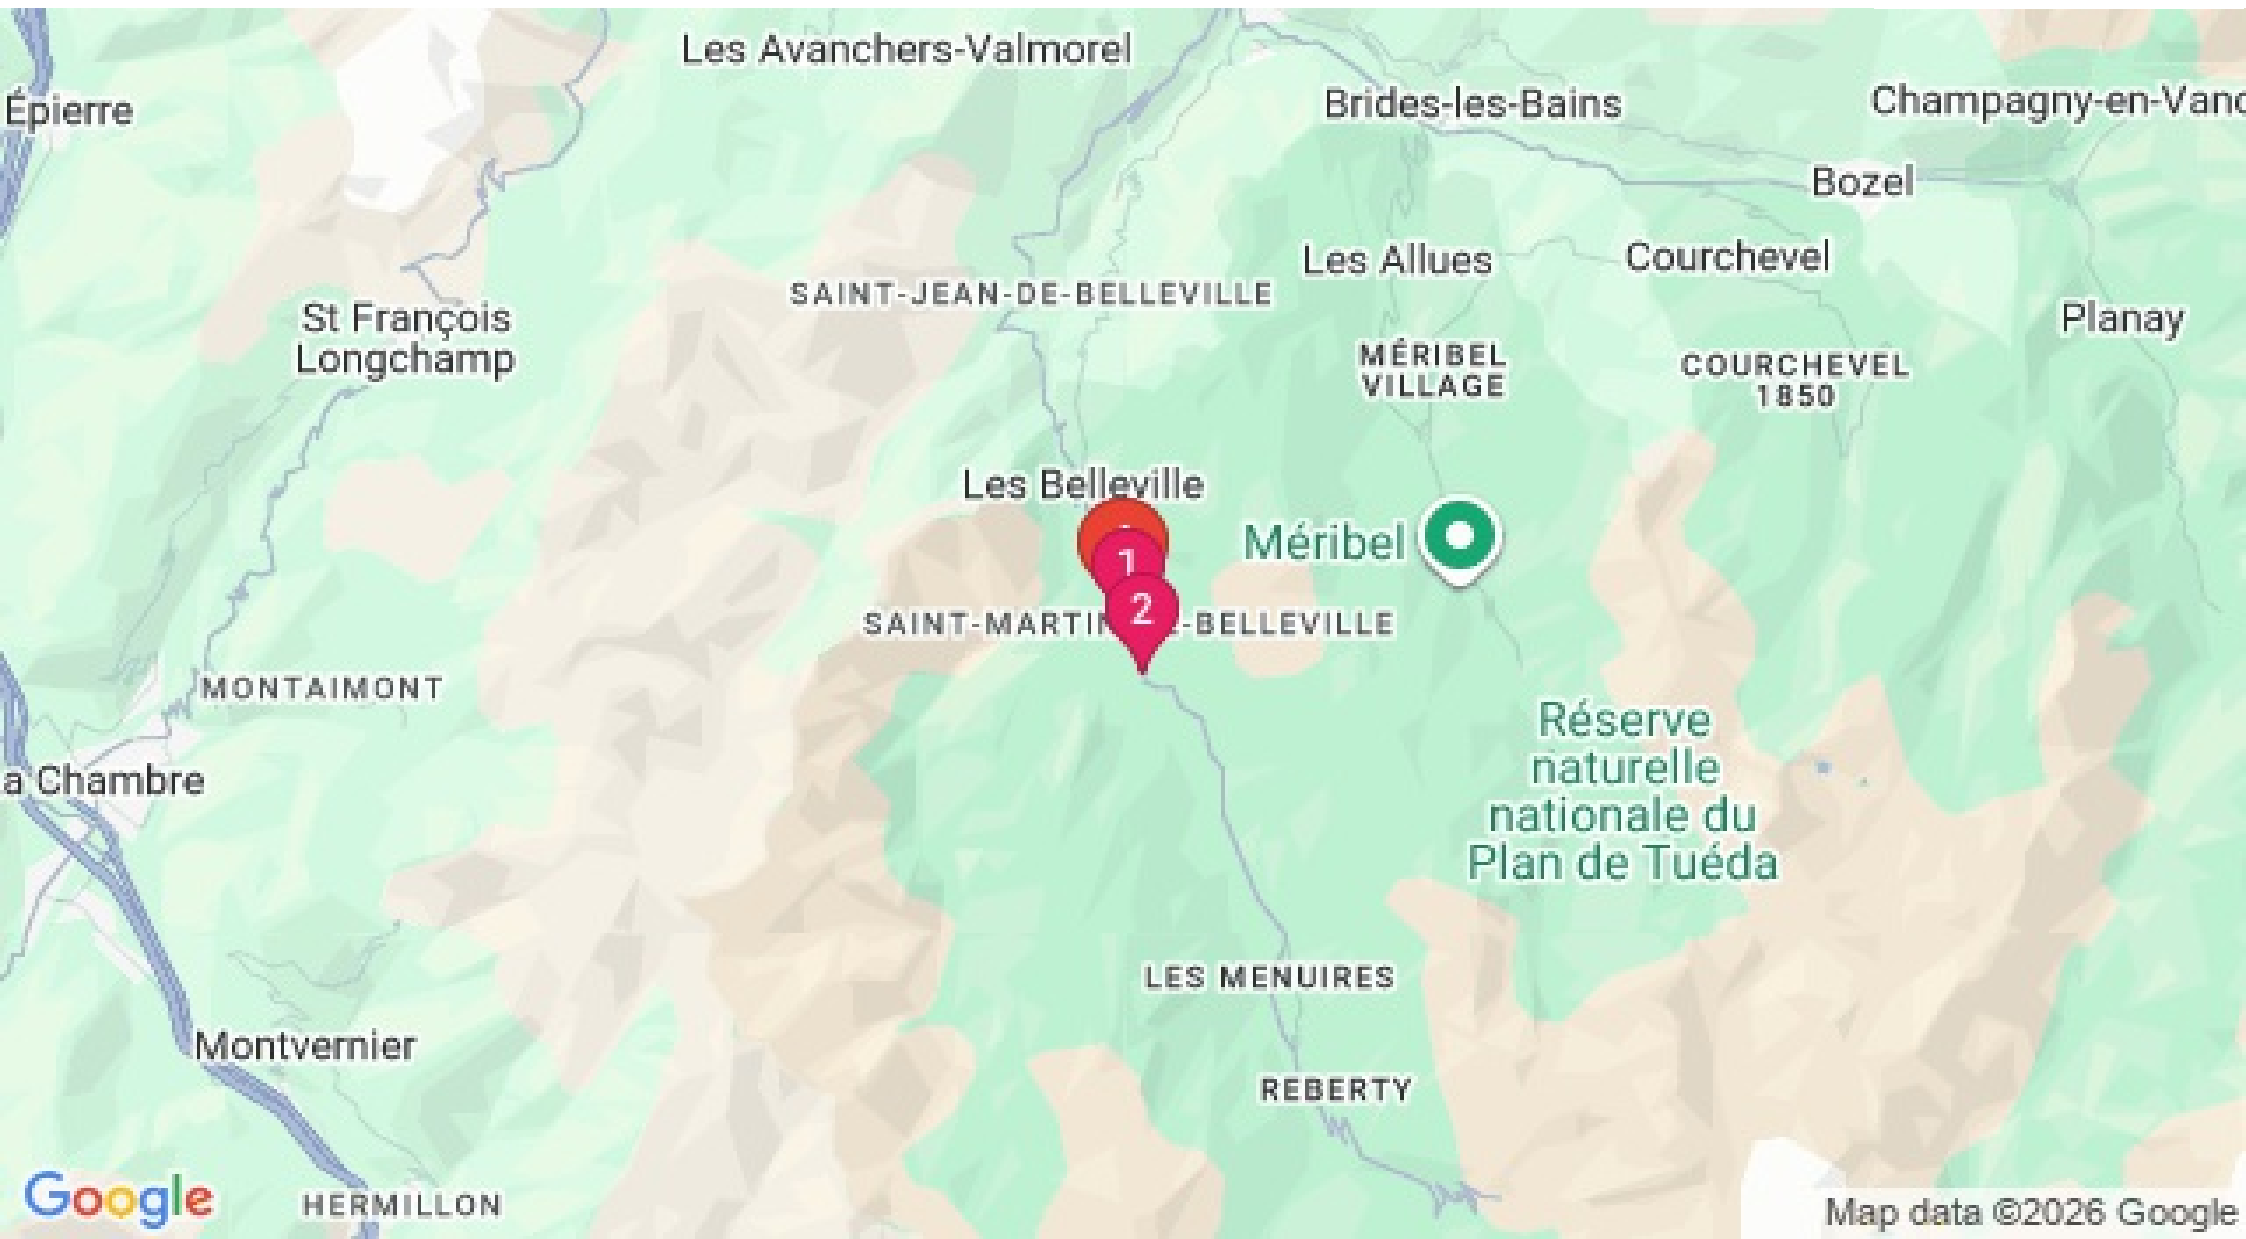 Les Avanchers-Valmorel
Épierre
Brides-les-Bains
Champagny-en-Vano
Bozel
Les Allues
Courchevel
SAINT-JEAN-DE-BELLEVILLE
St François
Longchamp
Planay
MÉRIBEL
VILLAGE
COURCHEVEL
1850
Les Belleville
Méribel
1
2
SAINT-MARTIN E-BELLEVILLE
MONTAIMONT
Réserve
naturelle
nationale du
Plan de Tuéda
a Chambre
LES MENUIRES
Montvernier
REBERTY
Google
HERMILLON
Map data ©2026 Google